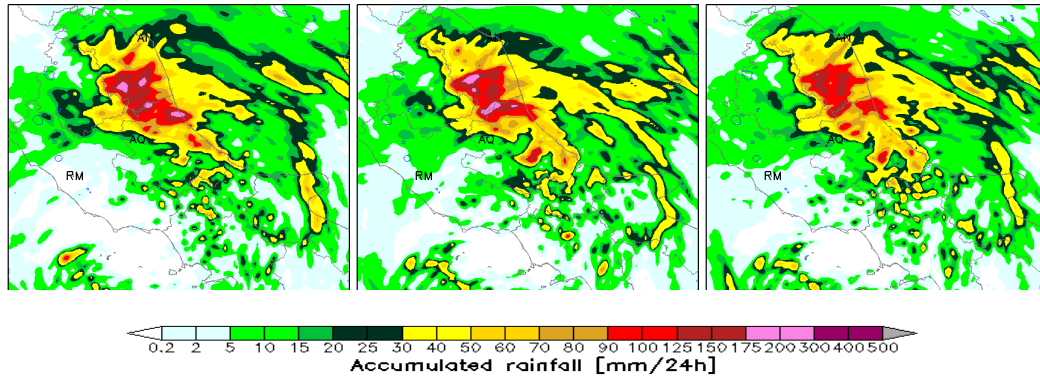 AN AN AN
AQ AQ AQ
RM RM RM
0.2 2 5 10 15 20 25 30 40 50 60 70 80 90 100 125 150 175 200 300 400 500
Accumulated rainfall [mm/24h]